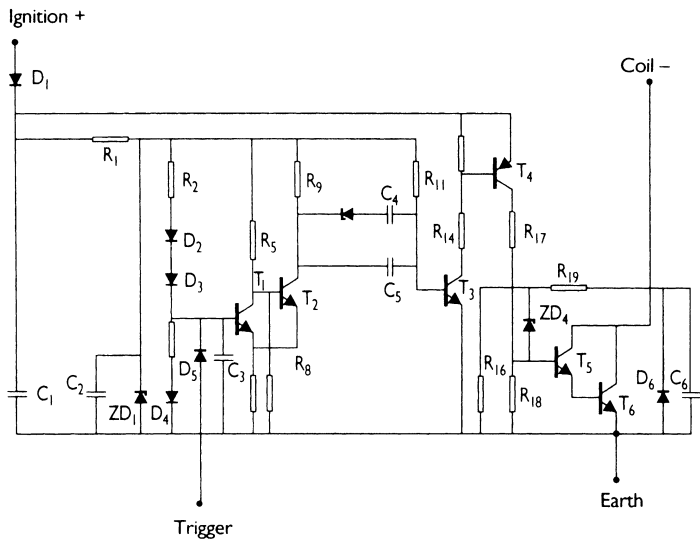 Ignition +
D1
Coil –
R1
T4
R2
R9
C4
R11
R14
R17
D2
R5
D3
T1
T2
C5
T3
R19
ZD4
D5
C3
R8
R16
T5
D6
C6
C1
C2
ZD1
D4
R18
T6
Earth
Trigger